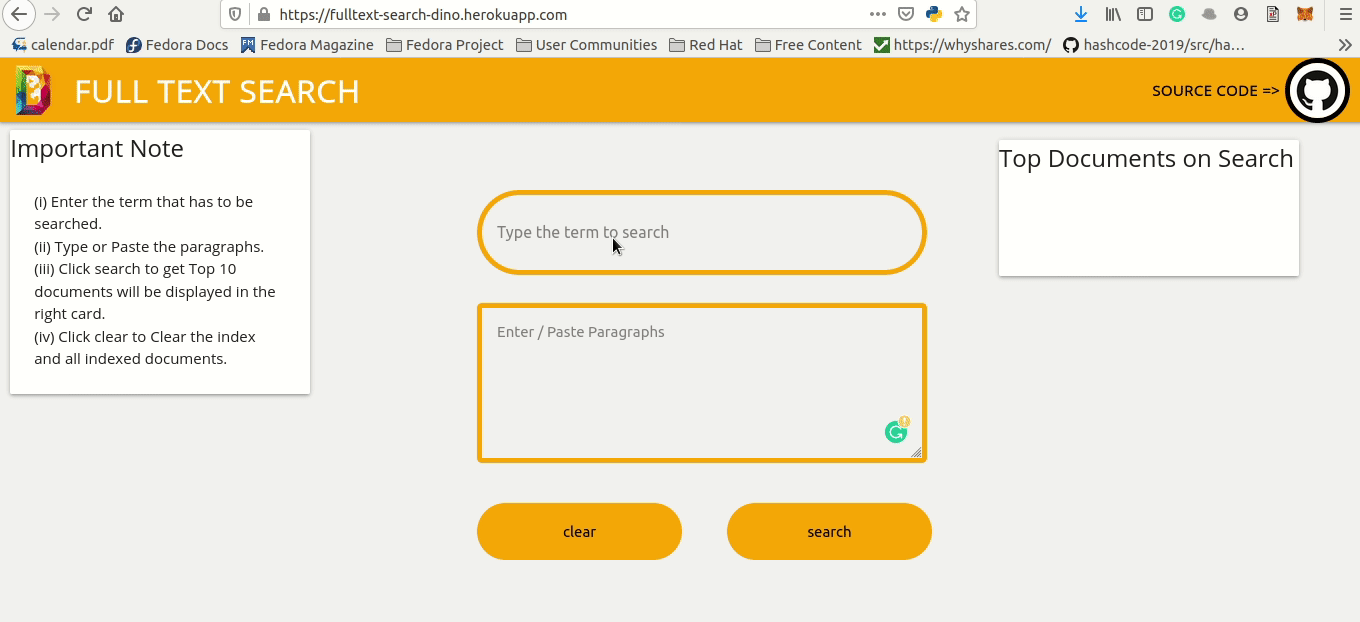 https://fulltext-search-dino.herokuapp.com
calendar.pdf Fedora Docs Fedora Magazine Fedora Project User Communities Red Hat Free Content https://whyshares.com/ hashcode-2019/src/ha…
FULL TEXT SEARCH
SOURCE CODE =>
Important Note
(i) Enter the term that has to be
searched.
(ii) Type or Paste the paragraphs.
(iii) Click search to get Top 10
documents will be displayed in the
right card.
(iv) Click clear to Clear the index
and all indexed documents.
Type the term to search
Enter / Paste Paragraphs
clear
search
Top Documents on Search